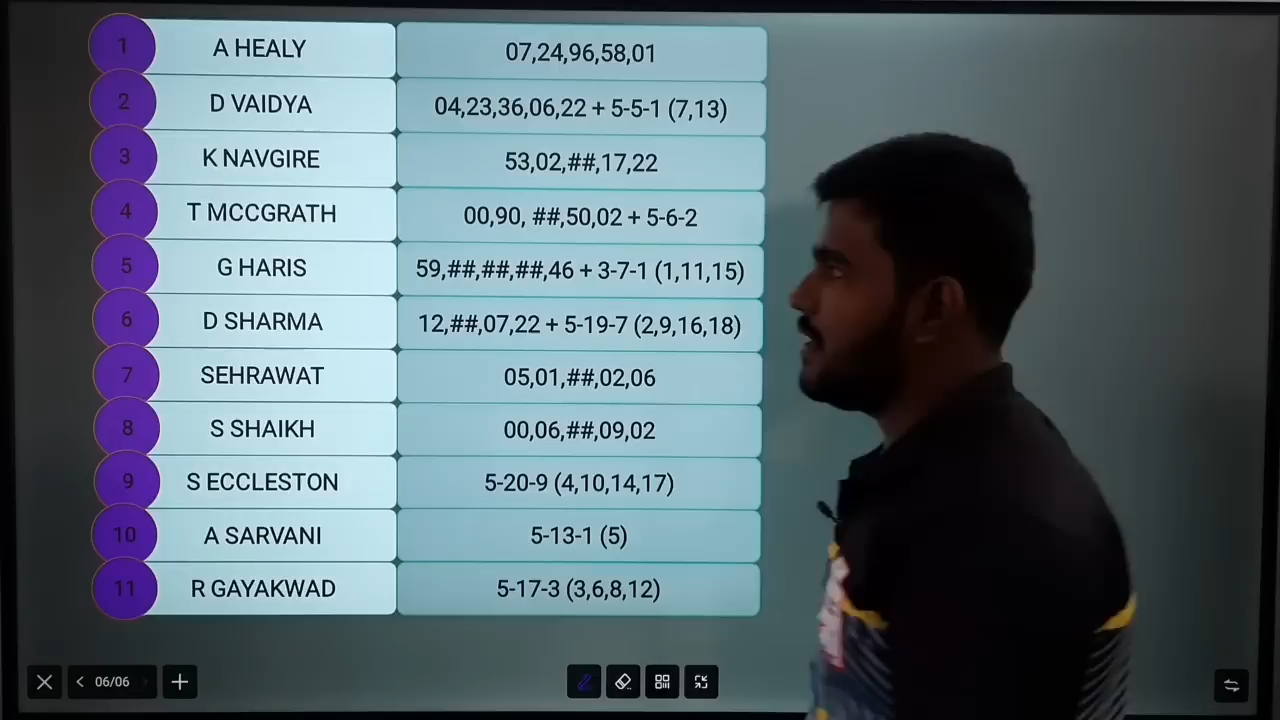 1 A HEALY 07,24,96,58,01
2 D VAIDYA 04,23,36,06,22 + 5-5-1 (7,13)
3 K NAVGIRE 53,02,##,17,22
4 T MCCGRATH 00,90, ##,50,02 + 5-6-2
5 G HARIS 59,##,##,##,46 + 3-7-1 (1,11,15)
6 D SHARMA 12,##,07,22 + 5-19-7 (2,9,16,18)
7 SEHRAWAT 05,01,##,02,06
8 S SHAIKH 00,06,##,09,02
9 S ECCLESTON 5-20-9 (4,10,14,17)
10 A SARVANI 5-13-1 (5)
11 R GAYAKWAD 5-17-3 (3,6,8,12)
06/06